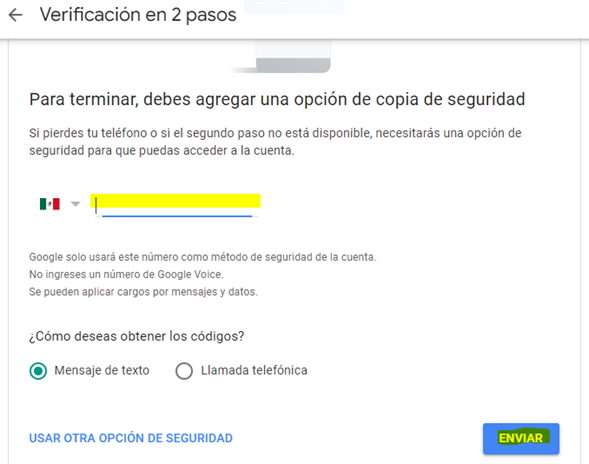 Verificación en 2 pasos
Para terminar, debes agregar una opción de copia de seguridad
Si pierdes tu teléfono o si el segundo paso no está disponible, necesitarás una opción de
seguridad para que puedas acceder a la cuenta.
Google solo usará este número como método de seguridad de la cuenta.
No ingreses un número de Google Voice.
Se pueden aplicar cargos por mensajes y datos.
¿Cómo deseas obtener los códigos?
Mensaje de texto Llamada telefónica
USAR OTRA OPCIÓN DE SEGURIDAD ENVIAR